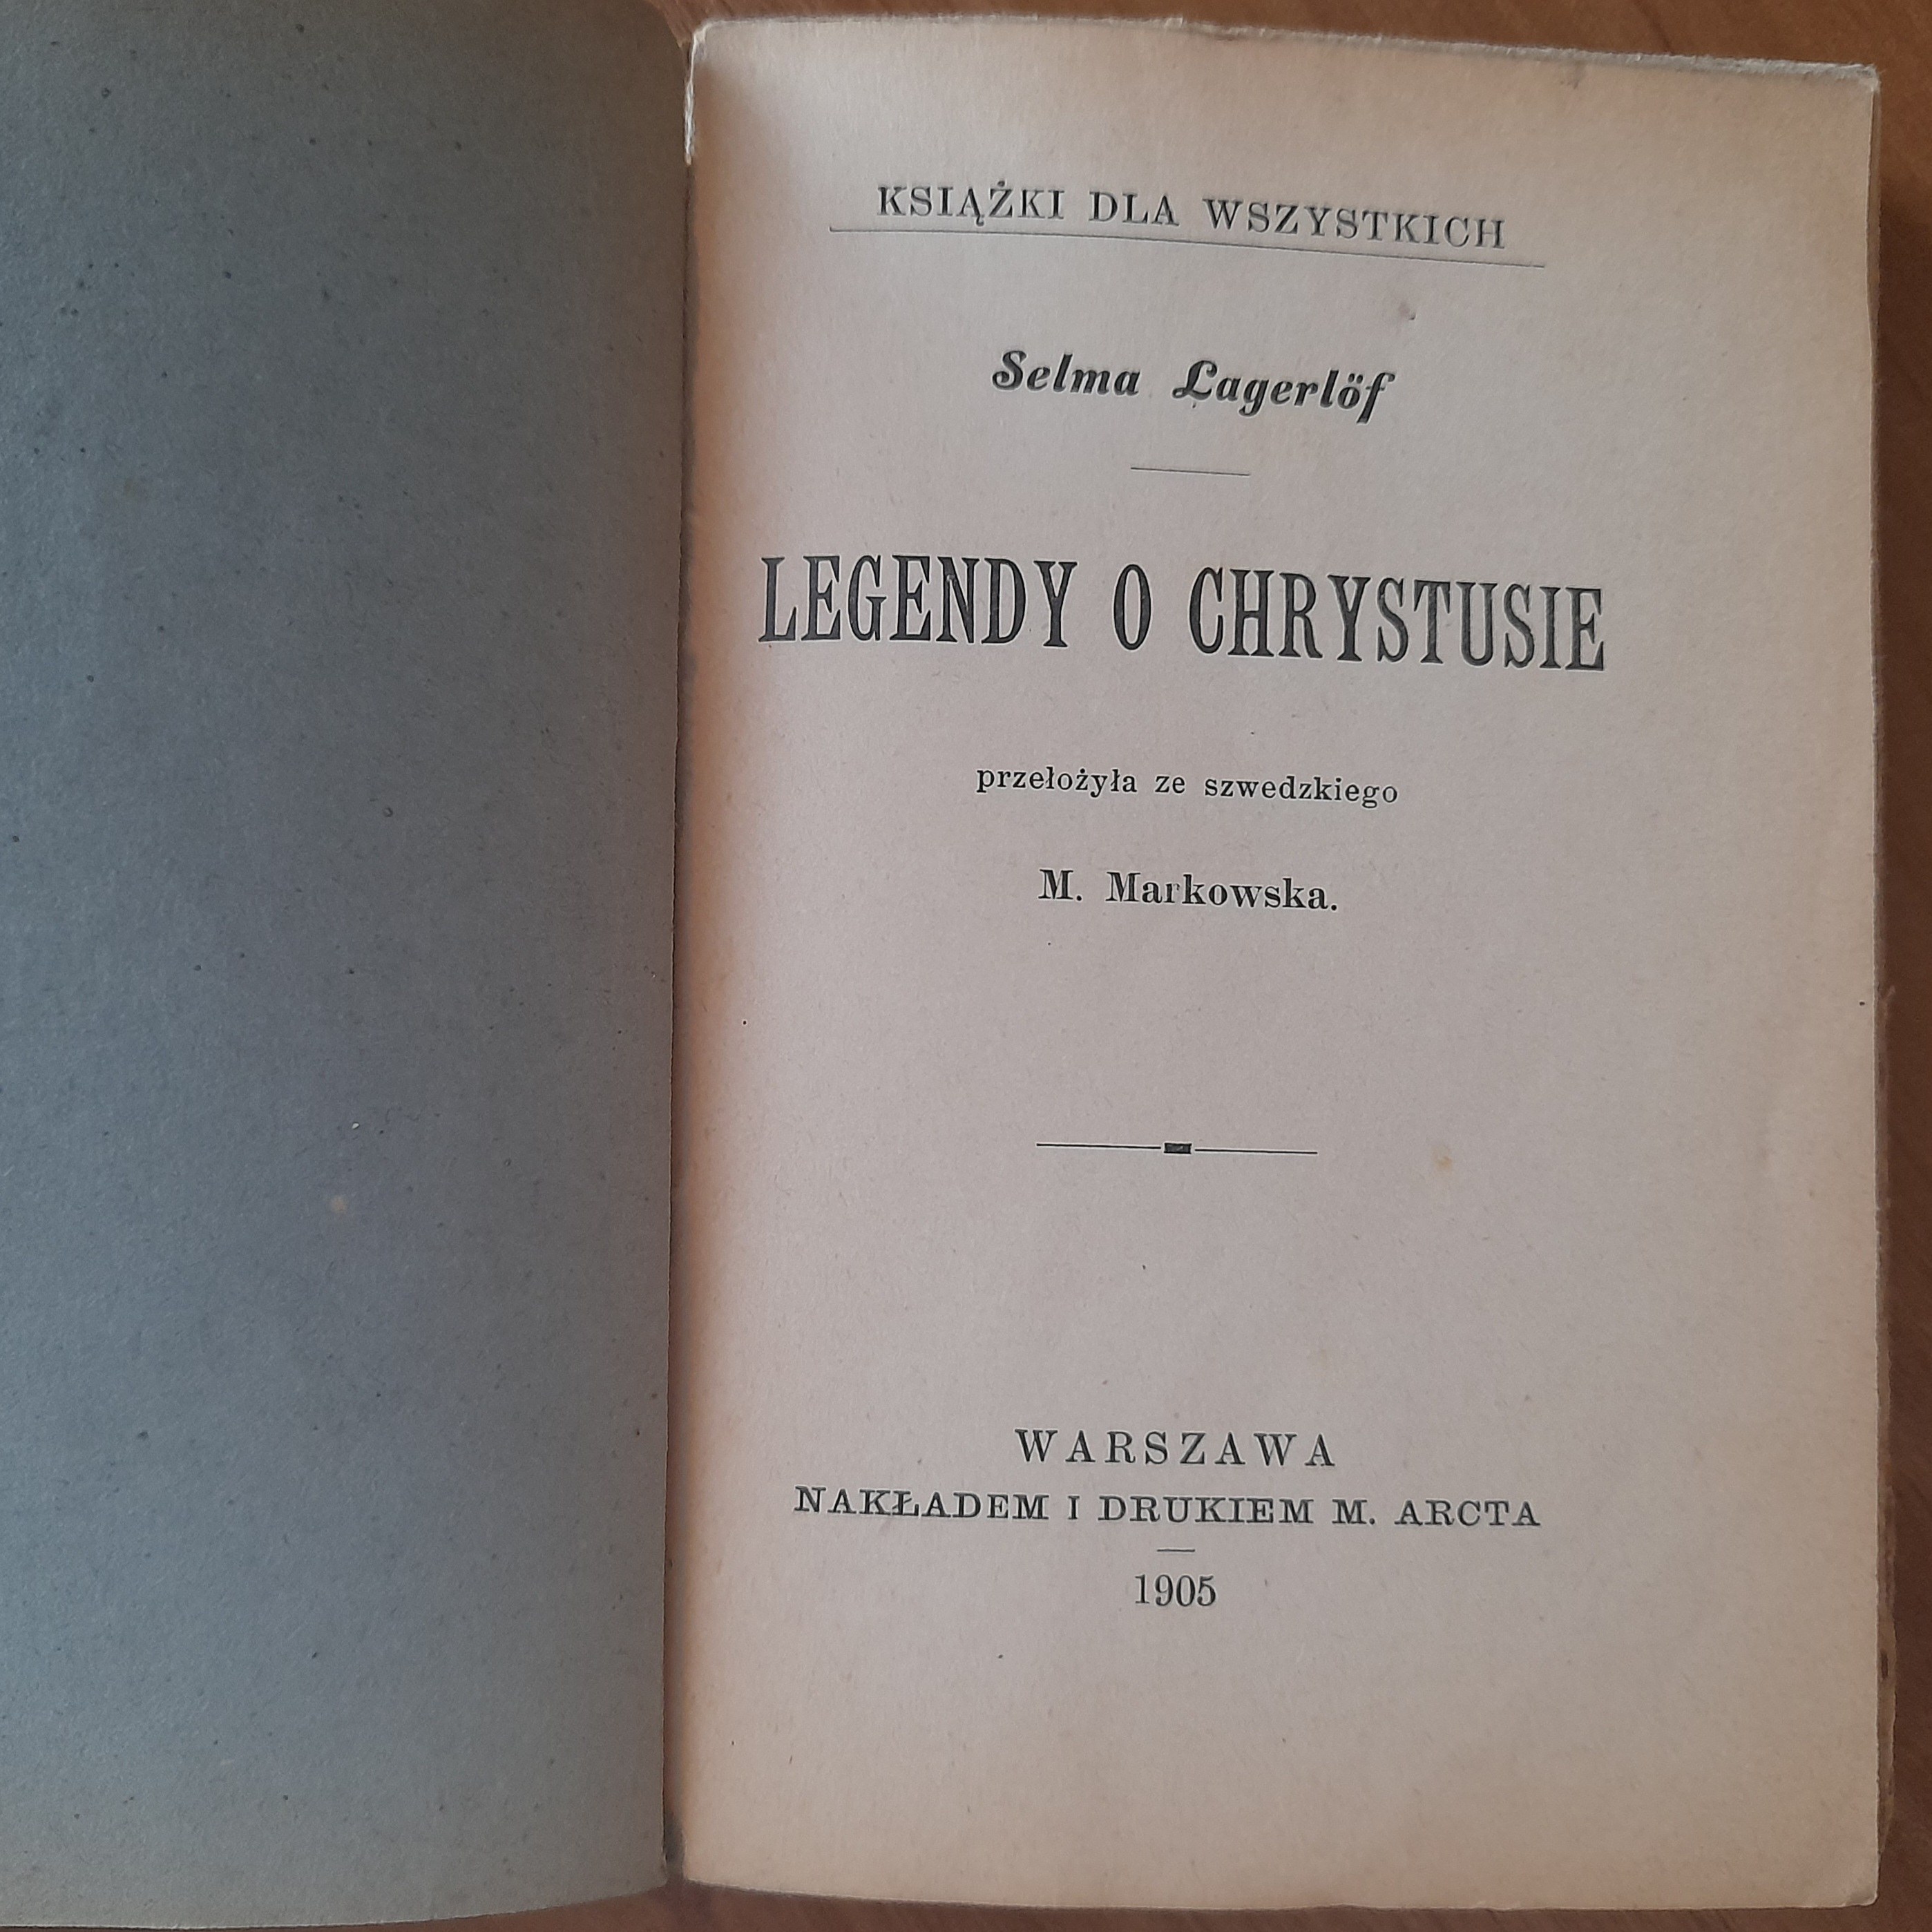 KSIĄŻKI DLA WSZYSTKICH
Selma Lagerlöf
LEGENDY O CHRYSTUSIE
przełożyła ze szwedzkiego
M. Markowska.
WARSZAWA
NAKŁADEM I DRUKIEM M. ARCTA
1905